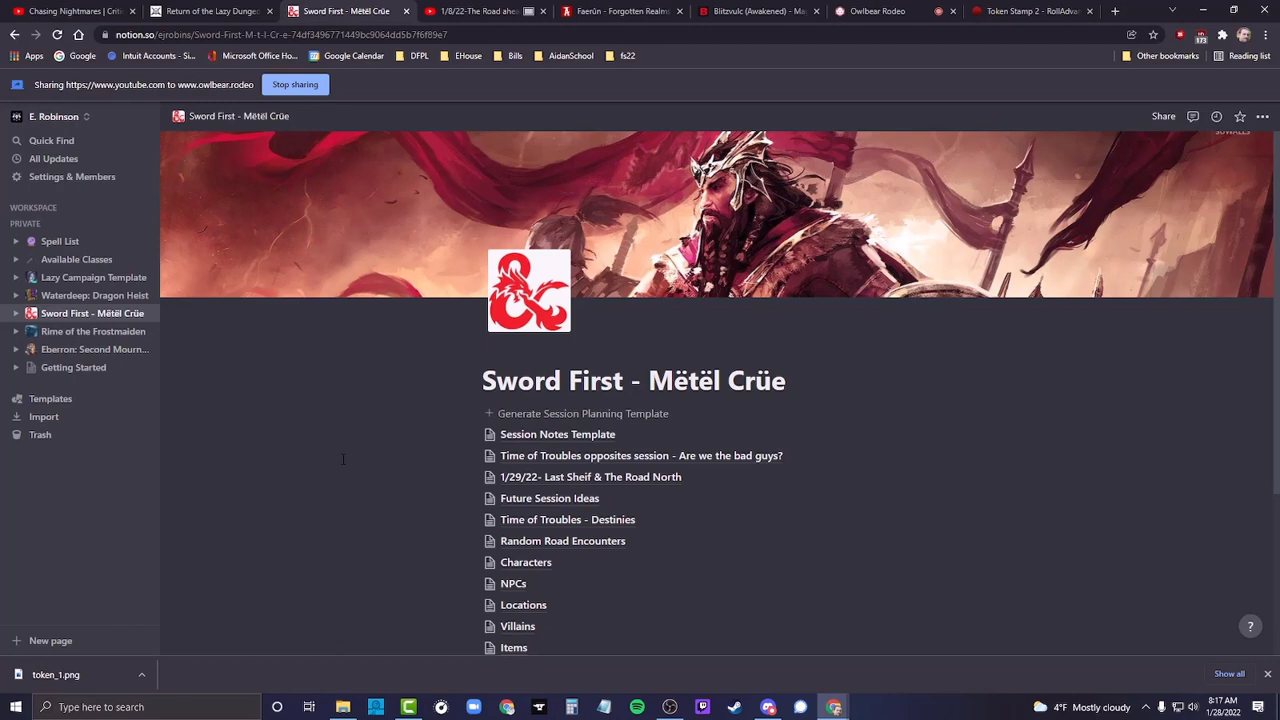 Chasing Nightmares | Critic
Return of the Lazy Dungeo
Sword First - Mëtël Crüe
1/8/22-The Road ahea
Faerûn - Forgotten Realms
Blitzvulc (Awakened) - Ma
Owlbear Rodeo
Token Stamp 2 - RollAdva
notion.so/ejrobins/Sword-First-M-t-l-Cr-e-74df3496771449bc9064dd5b7f6f89e7
173
Apps
Google
Intuit Accounts - Si...
Microsoft Office Ho...
Google Calendar
DFPL
EHouse
Bills
AidanSchool
fs22
Other bookmarks
Reading list
Sharing https://www.youtube.com to www.owlbear.rodeo
Stop sharing
E. Robinson
Sword First - Mëtël Crüe
Share
Quick Find
All Updates
Settings & Members
WORKSPACE
PRIVATE
Spell List
Available Classes
Lazy Campaign Template
Waterdeep: Dragon Heist
Sword First - Mëtël Crüe
Rime of the Frostmaiden
Eberron: Second Mourn...
Getting Started
Templates
Import
Trash
New page
Sword First - Mëtël Crüe
Generate Session Planning Template
Session Notes Template
Time of Troubles opposites session - Are we the bad guys?
1/29/22- Last Sheif & The Road North
Future Session Ideas
Time of Troubles - Destinies
Random Road Encounters
Characters
NPCs
Locations
Villains
Items
?
token_1.png
Show all
Type here to search
4°F Mostly cloudy
8:17 AM
1/28/2022